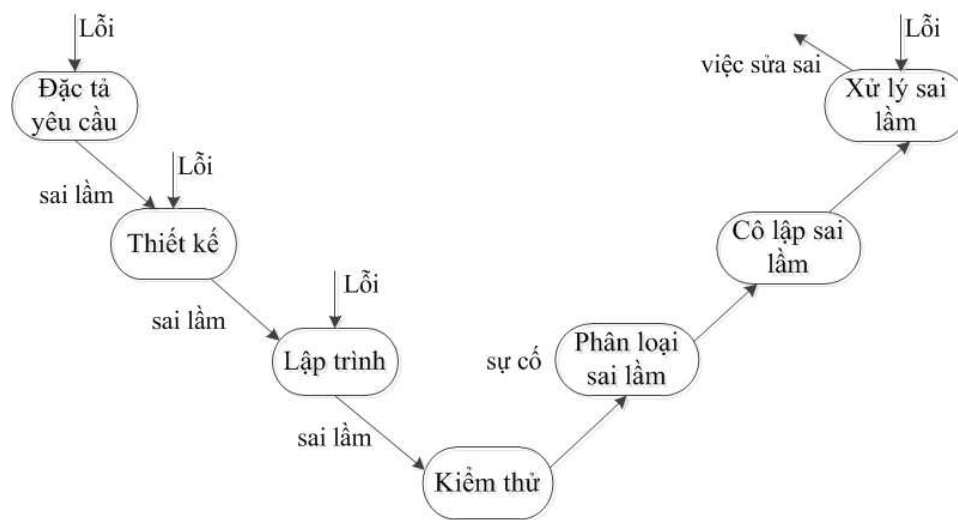 Lỗi
Đặc tả
yêu cầu
sai lầm
Lỗi
Thiết kế
sai lầm
Lỗi
Lập trình
sai lầm
Kiểm thử
sự cố
Phân loại
sai lầm
Cô lập sai
lầm
việc sửa sai
Lỗi
Xử lý sai
lầm